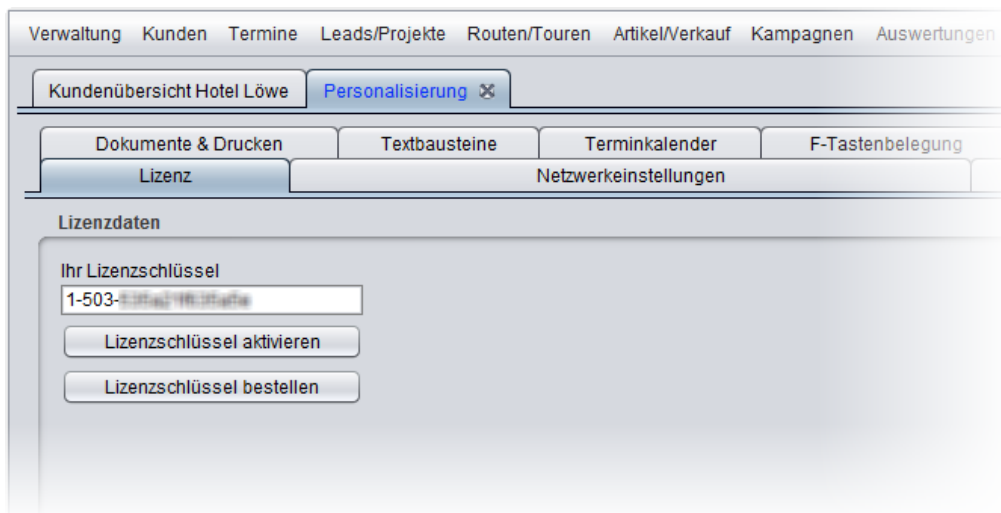 Verwaltung Kunden Termine Leads/Projekte Routen/Touren Artikel/Verkauf Kampagnen Auswertungen
Kundenübersicht Hotel Löwe Personalisierung
Dokumente & Drucken Textbausteine Terminkalender F-Tastenbelegung
Lizenz Netzwerkeinstellungen
Lizenzdaten
Ihr Lizenzschlüssel
1-503-
Lizenzschlüssel aktivieren
Lizenzschlüssel bestellen